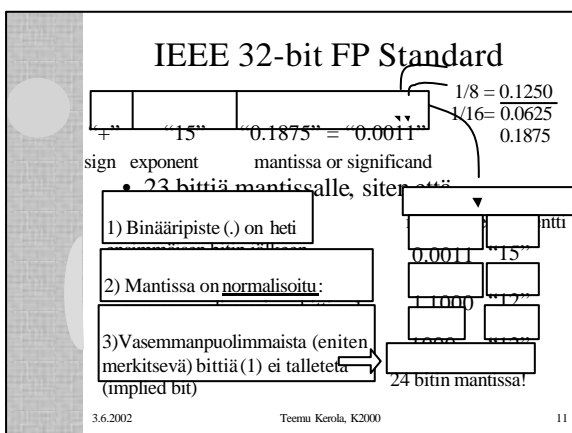 IEEE 32-bit FP Standard
1/8 = 0.1250
1/16= 0.0625
0.1875
"+" "15" "0.1875" = "0.0011"
sign exponent mantissa or significand
• 23 bittiä mantissalle, siten että
1) Binääripiste (.) on heti
2) Mantissa on normalisoitu:
3)Vasemmanpuolimmaista (eniten
merkitsevä) bittiä (1) ei talleteta
(implied bit)
0.0011 "15"
1.1000 "12"
24 bitin mantissa!
3.6.2002 Teemu Kerola, K2000 11